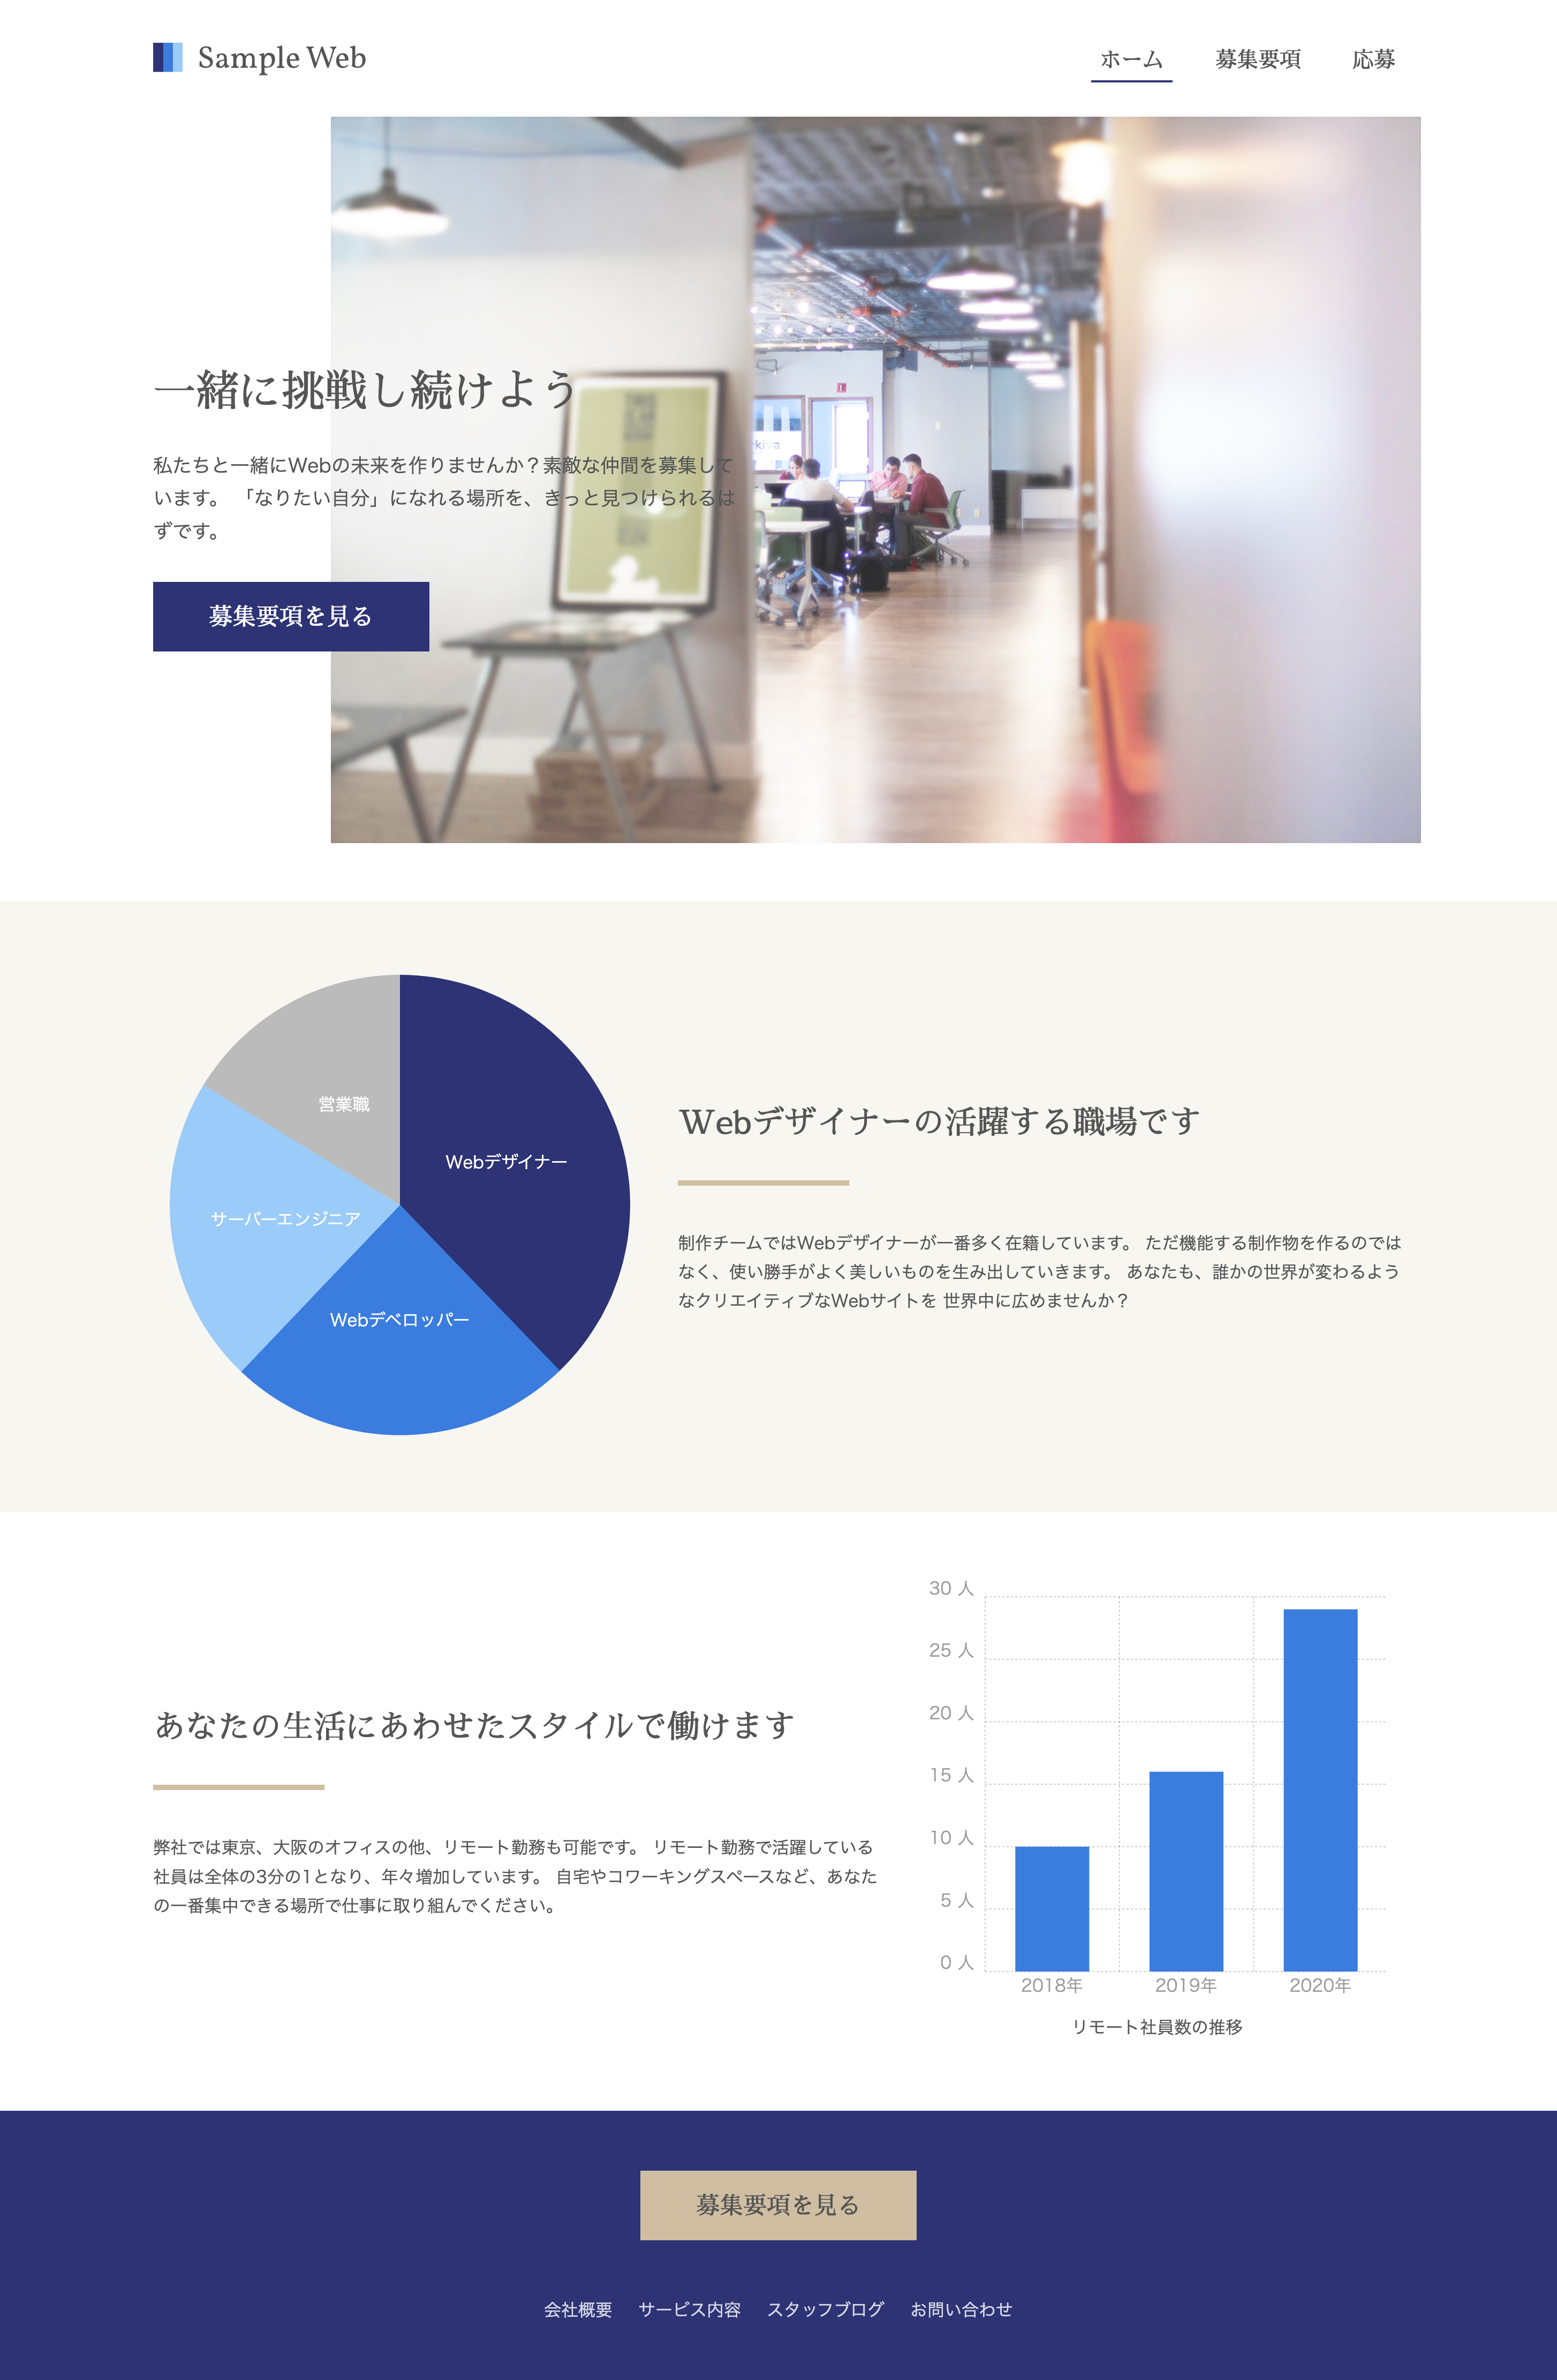 Sample Web
ホーム 募集要項 応募
一緒に挑戦し続けよう
私たちと一緒にWebの未来を作りませんか？素敵な仲間を募集して
います。 「なりたい自分」になれる場所を、きっと見つけられるは
ずです。
募集要項を見る
営業職
Webデザイナー
サーバーエンジニア
Webデベロッパー
Webデザイナーの活躍する職場です
制作チームではWebデザイナーが一番多く在籍しています。 ただ機能する制作物を作るのでは
なく、使い勝手がよく美しいものを生み出していきます。 あなたも、誰かの世界が変わるよう
なクリエイティブなWebサイトを 世界中に広めませんか？
あなたの生活にあわせたスタイルで働けます
弊社では東京、大阪のオフィスの他、リモート勤務も可能です。 リモート勤務で活躍している
社員は全体の3分の1となり、年々増加しています。 自宅やコワーキングスペースなど、あなた
の一番集中できる場所で仕事に取り組んでください。
30 人
25 人
20 人
15 人
10 人
5 人
0 人
2018年 2019年 2020年
リモート社員数の推移
募集要項を見る
会社概要 サービス内容 スタッフブログ お問い合わせ